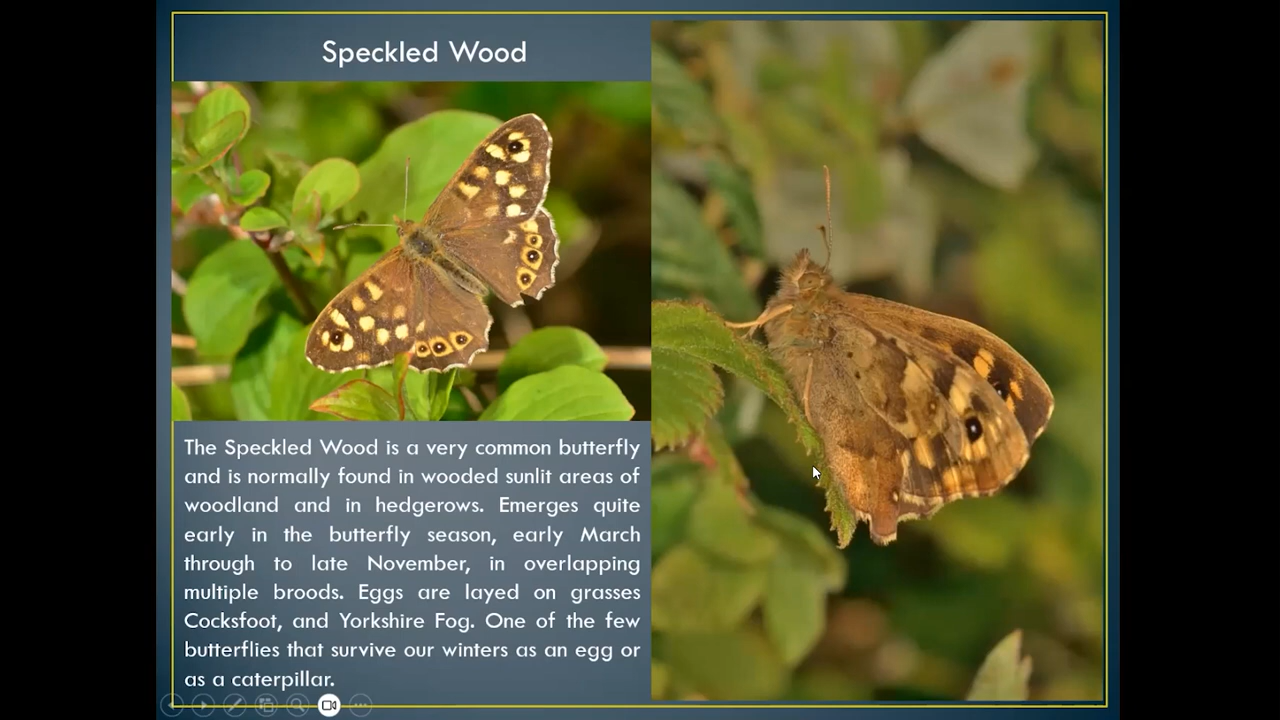 Speckled Wood
The Speckled Wood is a very common butterfly
and is normally found in wooded sunlit areas of
woodland and in hedgerows. Emerges quite
early in the butterfly season, early March
through to late November, in overlapping
multiple broods. Eggs are layed on grasses
Cocksfoot, and Yorkshire Fog. One of the few
butterflies that survive our winters as an egg or
as a caterpillar.